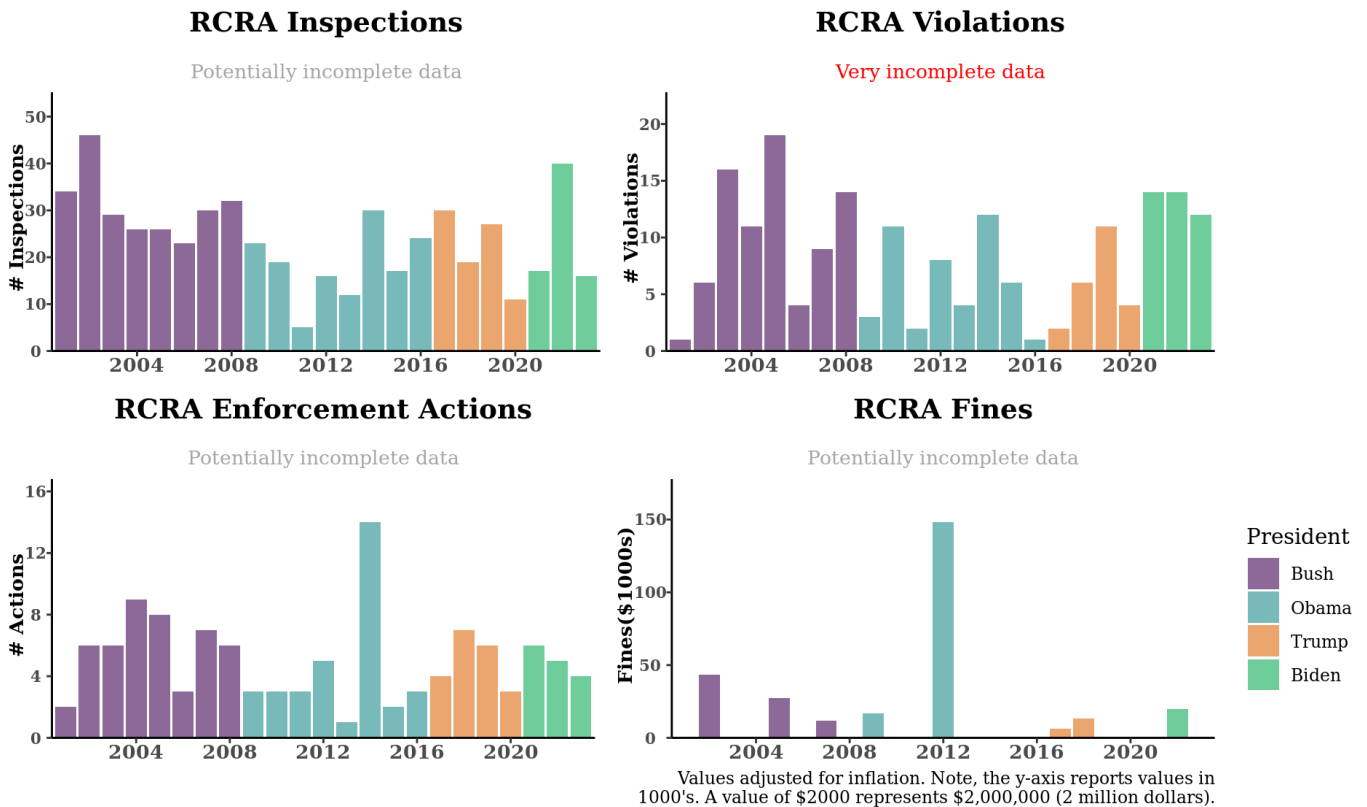 RCRA Inspections
Potentially incomplete data
# Inspections
50
40
30
20
10
0
2004 2008 2012 2016 2020
RCRA Violations
Very incomplete data
# Violations
20
15
10
5
0
2004 2008 2012 2016 2020
RCRA Enforcement Actions
Potentially incomplete data
# Actions
16
12
8
4
0
2004 2008 2012 2016 2020
RCRA Fines
Potentially incomplete data
Fines($1000s)
150
100
50
0
2004 2008 2012 2016 2020
President
Bush
Obama
Trump
Biden
Values adjusted for inflation. Note, the y-axis reports values in
1000's. A value of $2000 represents $2,000,000 (2 million dollars).